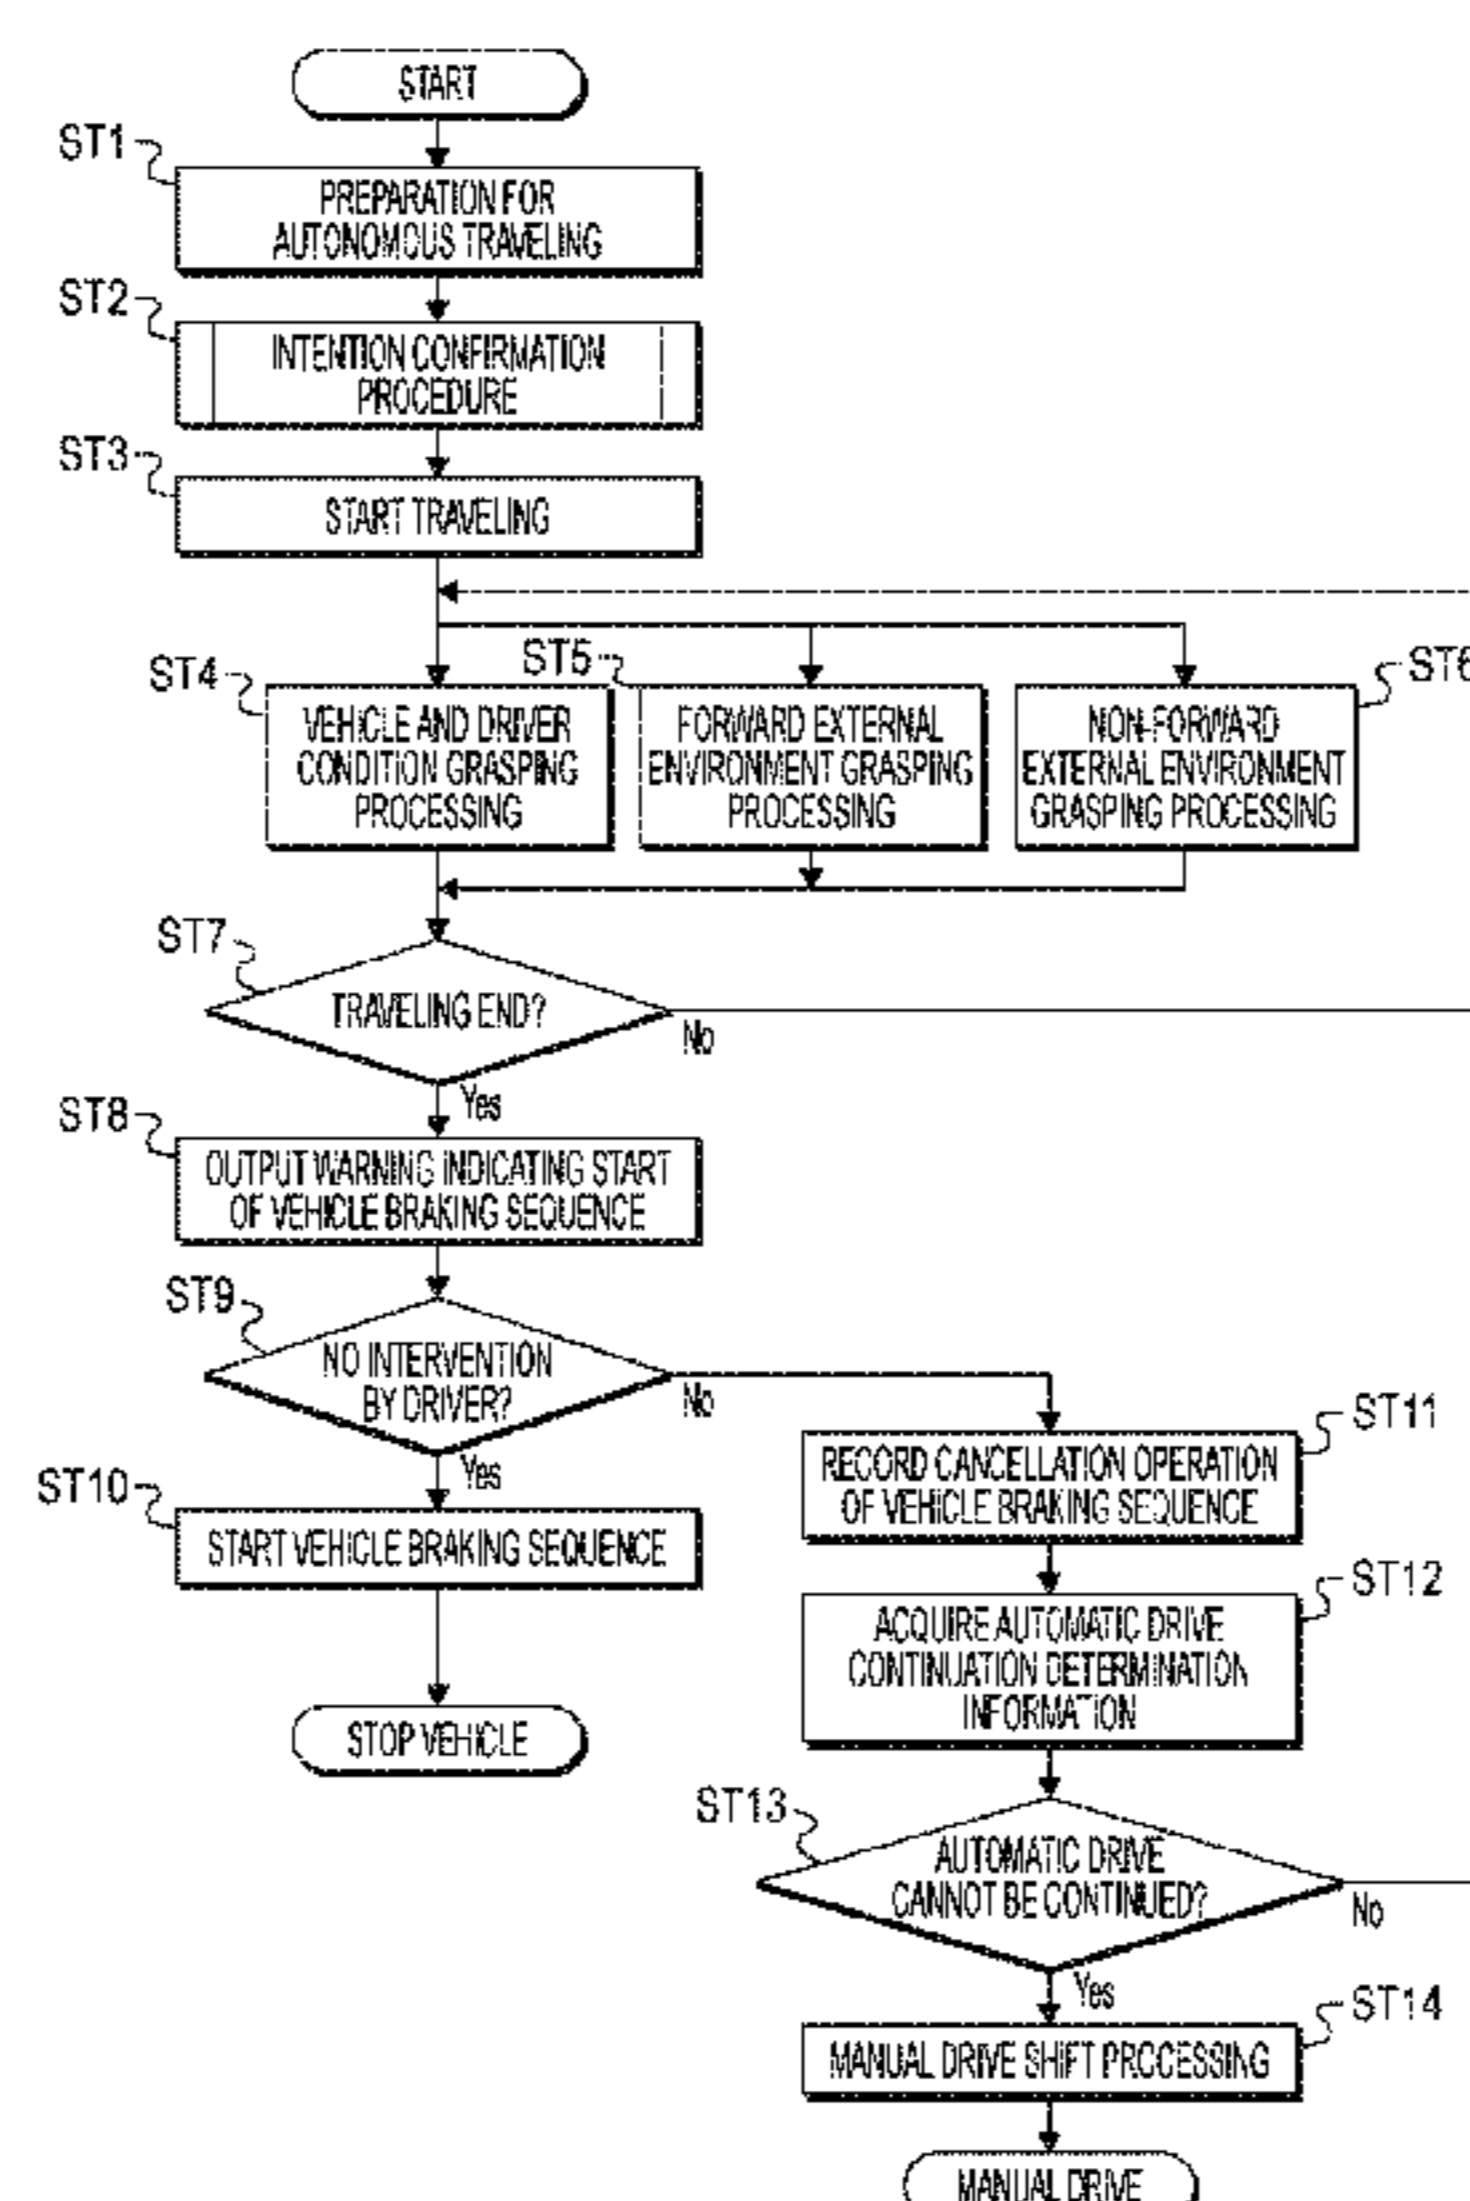 START
ST1
PREPARATION FOR
AUTONOMOUS TRAVELING
ST2
INTENTION CONFIRMATION
PROCEDURE
ST3
START TRAVELING
ST4
VEHICLE AND DRIVER
CONDITION GRASPING
PROCESSING
ST5
FORWARD EXTERNAL
ENVIRONMENT GRASPING
PROCESSING
ST6
NON-FORWARD
EXTERNAL ENVIRONMENT
GRASPING PROCESSING
ST7
TRAVELING END?
No
Yes
ST8
OUTPUT WARNING INDICATING START
OF VEHICLE BRAKING SEQUENCE
ST9
NO INTERVENTION
BY DRIVER?
No
Yes
ST10
START VEHICLE BRAKING SEQUENCE
STOP VEHICLE
ST11
RECORD CANCELLATION OPERATION
OF VEHICLE BRAKING SEQUENCE
ST12
ACQUIRE AUTOMATIC DRIVE
CONTINUATION DETERMINATION
INFORMATION
ST13
AUTOMATIC DRIVE
CANNOT BE CONTINUED?
No
Yes
ST14
MANUAL DRIVE SHIFT PROCESSING
MANUAL DRIVE